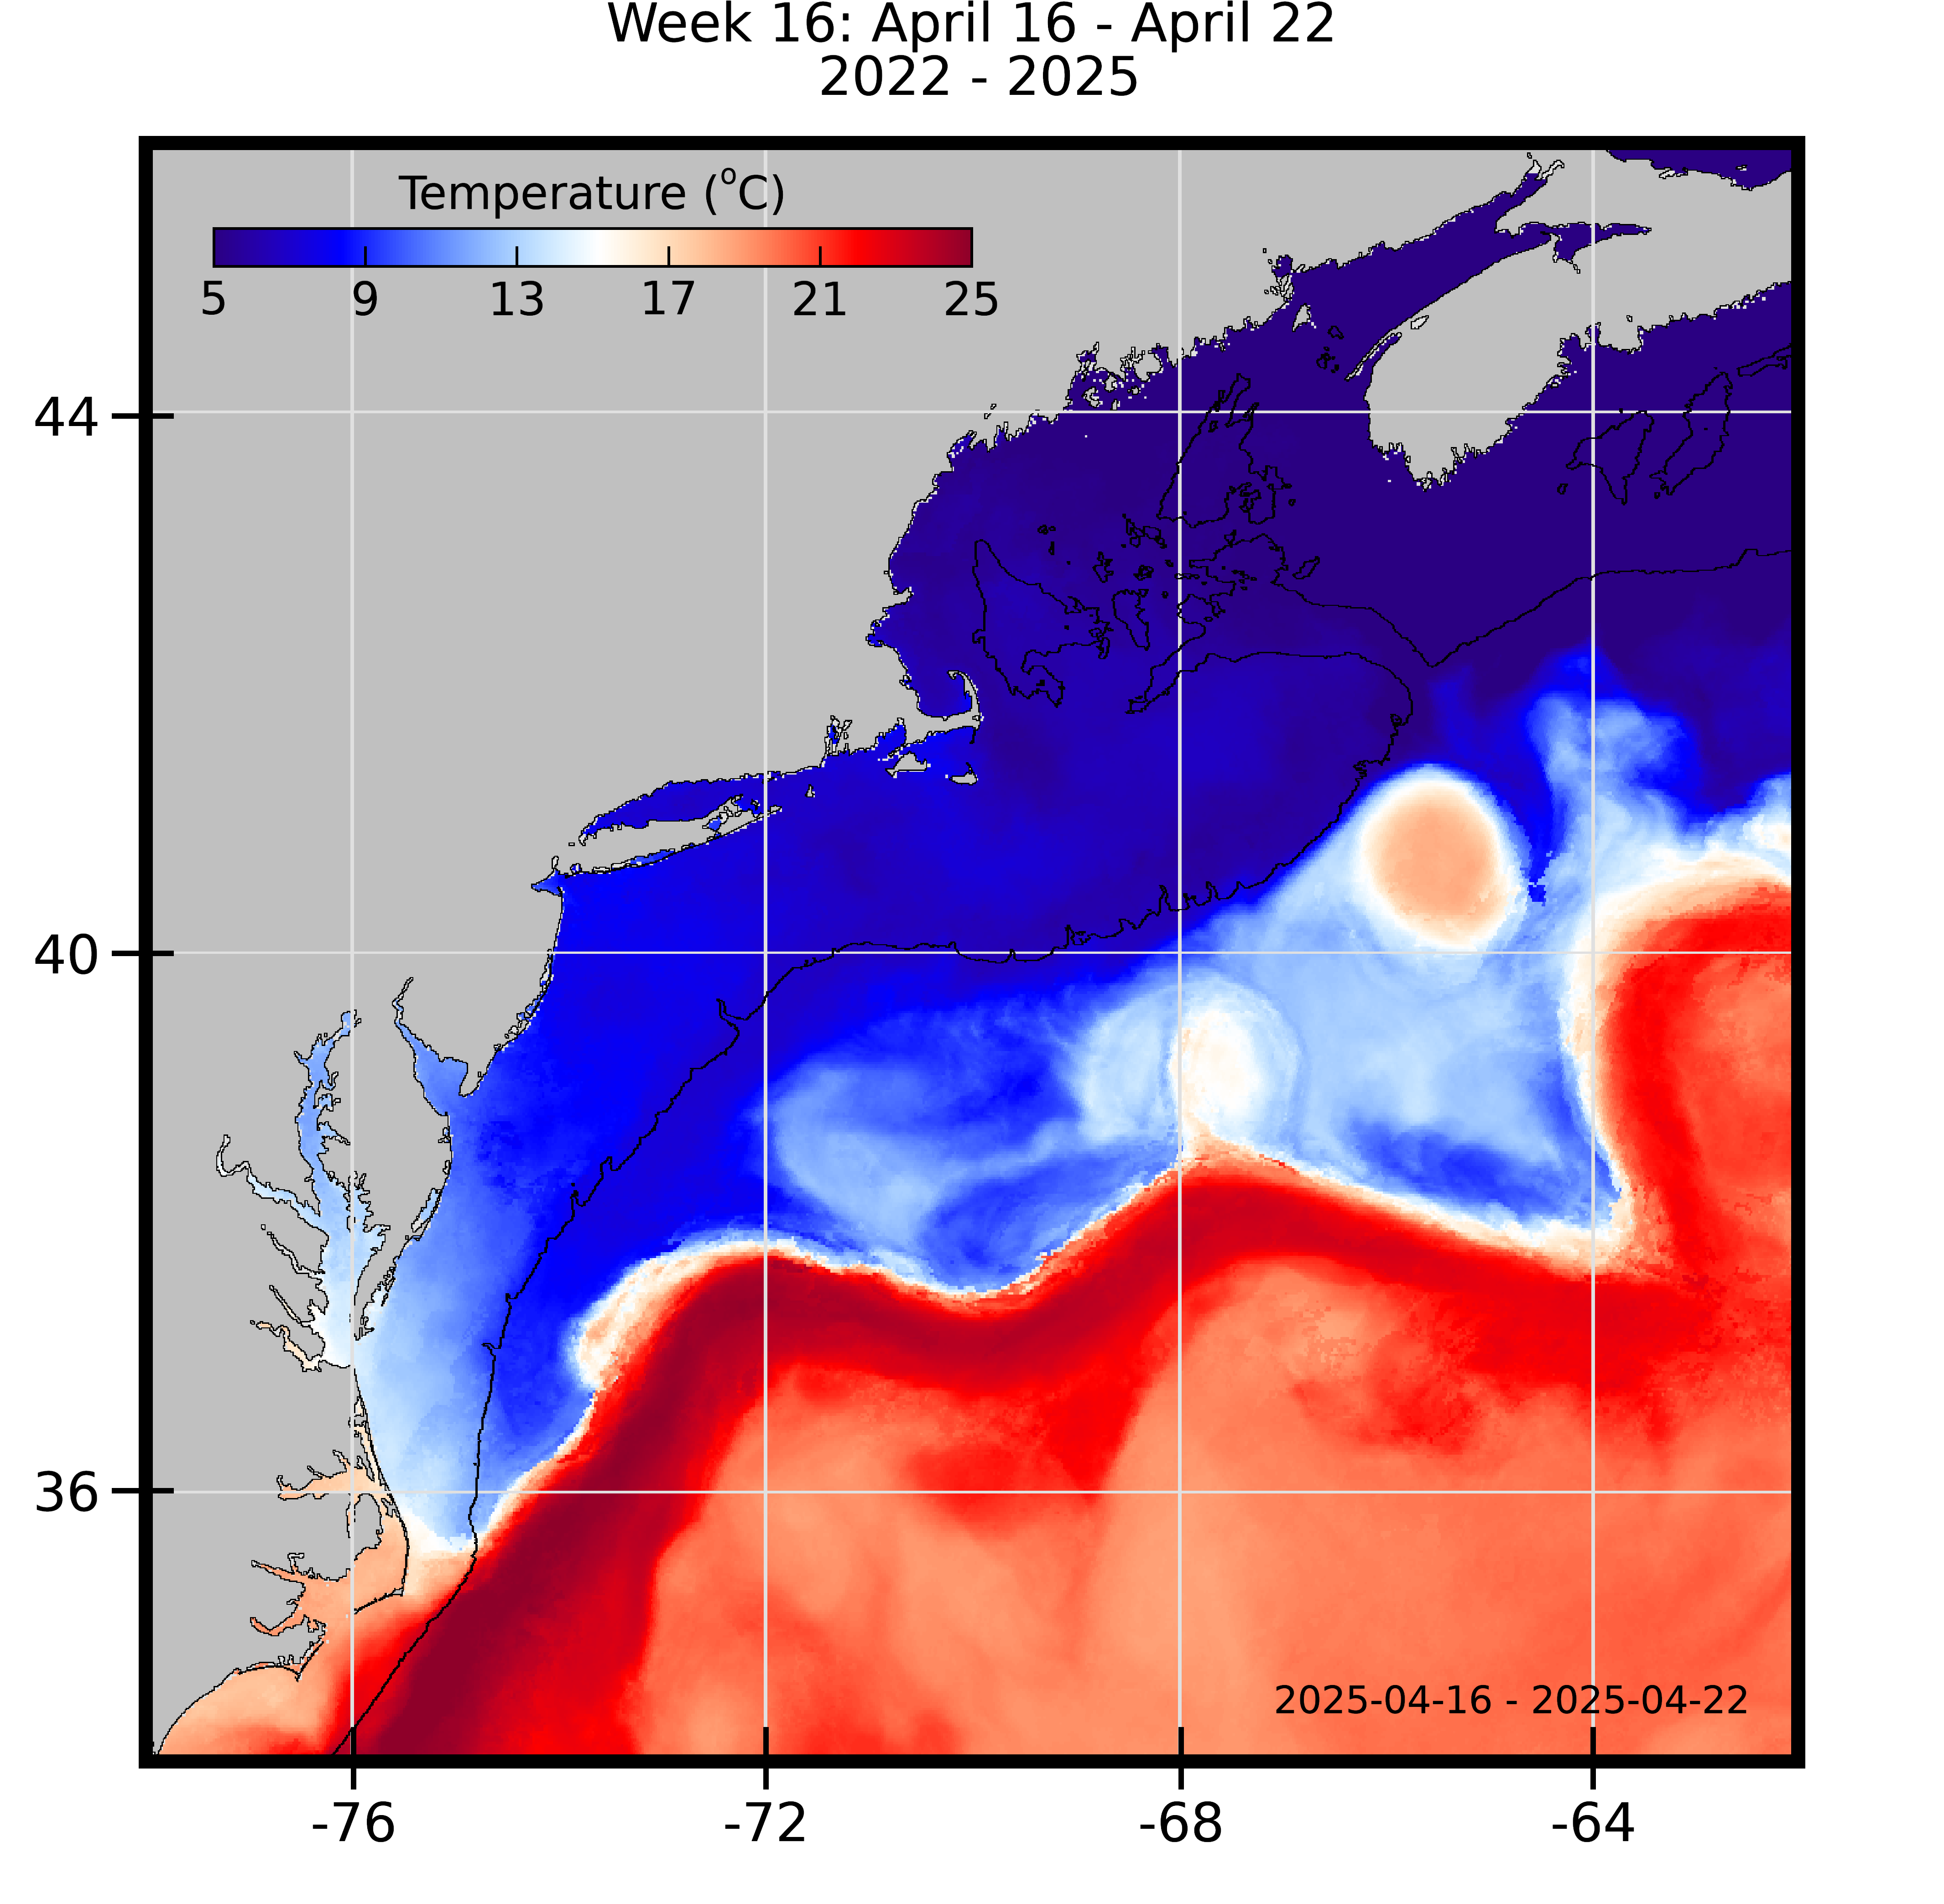 Week 16: April 16 - April 22
2022 - 2025
Temperature (°C)
5 9 13 17 21 25
44
40
36
2025-04-16 - 2025-04-22
-76 -72 -68 -64